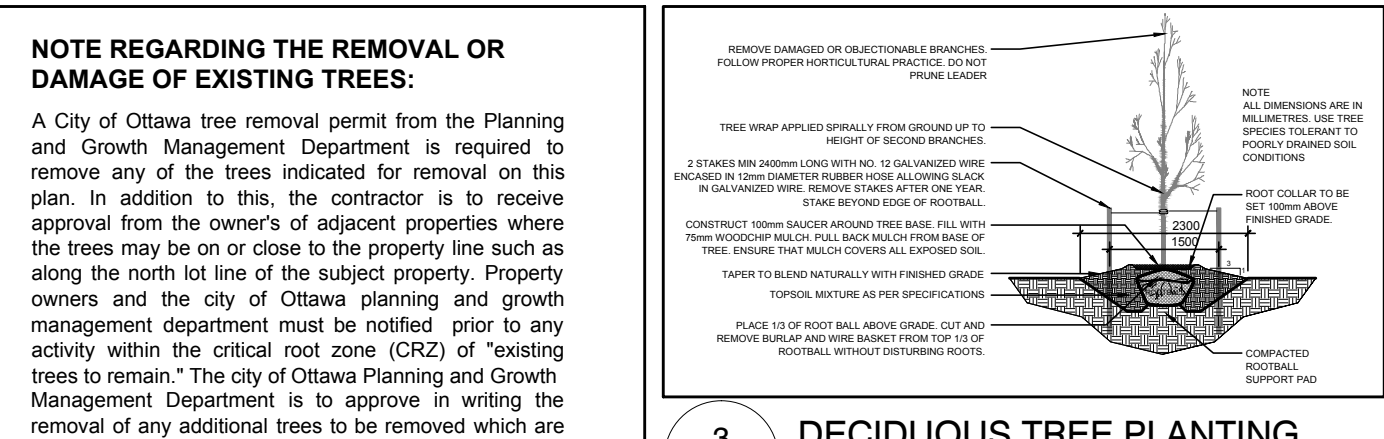 NOTE REGARDING THE REMOVAL OR
DAMAGE OF EXISTING TREES:
A City of Ottawa tree removal permit from the Planning
and Growth Management Department is required to
remove any of the trees indicated for removal on this
plan. In addition to this, the contractor is to receive
approval from the owner's of adjacent properties where
the trees may be on or close to the property line such as
along the north lot line of the subject property. Property
owners and the city of Ottawa planning and growth
management department must be notified prior to any
activity within the critical root zone (CRZ) of "existing
trees to remain." The city of Ottawa Planning and Growth
Management Department is to approve in writing the
removal of any additional trees to be removed which are
REMOVE DAMAGED OR OBJECTIONABLE BRANCHES.
FOLLOW PROPER HORTICULTURAL PRACTICE. DO NOT
PRUNE LEADER
TREE WRAP APPLIED SPIRALLY FROM GROUND UP TO
HEIGHT OF SECOND BRANCHES.
2 STAKES MIN 2400mm LONG WITH NO. 12 GALVANIZED WIRE
ENCASED IN 12mm DIAMETER RUBBER HOSE ALLOWING SLACK
IN GALVANIZED WIRE. REMOVE STAKES AFTER ONE YEAR.
STAKE BEYOND EDGE OF ROOTBALL.
CONSTRUCT 100mm SAUCER AROUND TREE BASE. FILL WITH
75mm WOODCHIP MULCH. PULL BACK MULCH FROM BASE OF
TREE. ENSURE THAT MULCH COVERS ALL EXPOSED SOIL.
TAPER TO BLEND NATURALLY WITH FINISHED GRADE
TOPSOIL MIXTURE AS PER SPECIFICATIONS
PLACE 1/3 OF ROOT BALL ABOVE GRADE. CUT AND
REMOVE BURLAP AND WIRE BASKET FROM TOP 1/3 OF
ROOTBALL WITHOUT DISTURBING ROOTS.
NOTE
ALL DIMENSIONS ARE IN
MILLIMETRES. USE TREE
SPECIES TOLERANT TO
POORLY DRAINED SOIL
CONDITIONS
ROOT COLLAR TO BE
SET 100mm ABOVE
FINISHED GRADE.
2300
1500
3
1
COMPACTED
ROOTBALL
SUPPORT PAD
3
DECIDUOUS TREE PLANTING